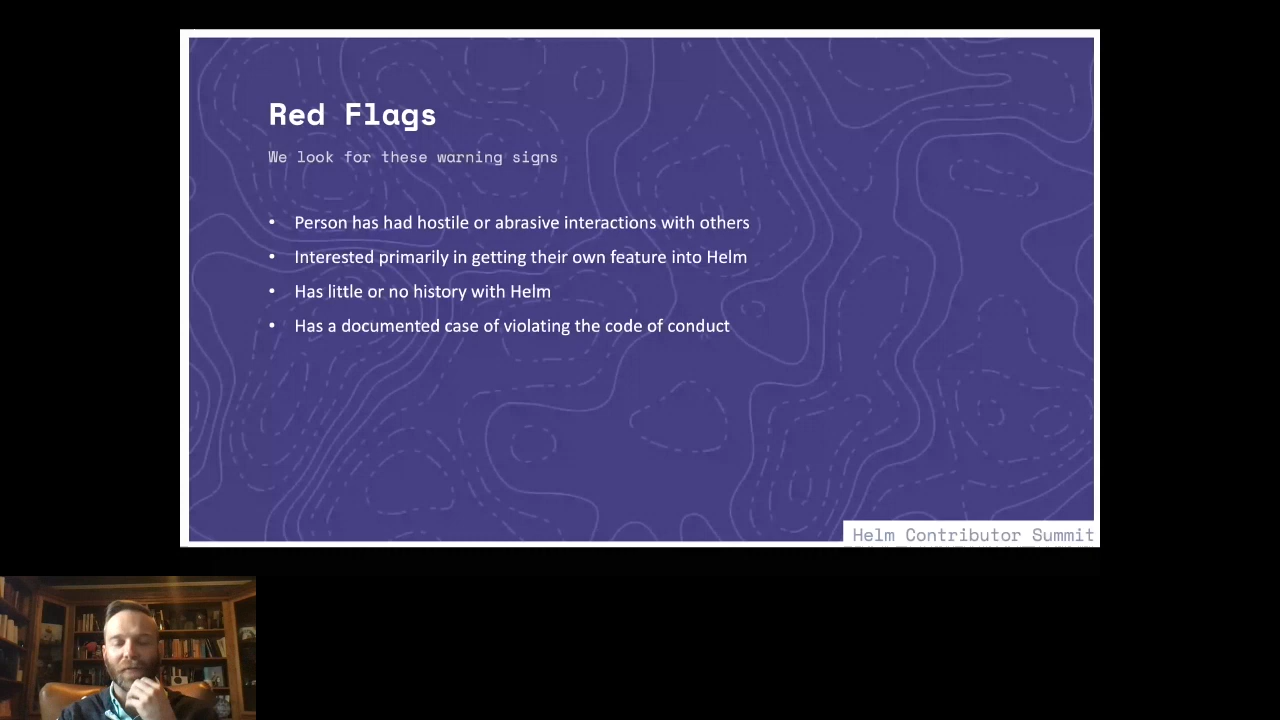 Red Flags
We look for these warning signs
• Person has had hostile or abrasive interactions with others
• Interested primarily in getting their own feature into Helm
• Has little or no history with Helm
• Has a documented case of violating the code of conduct
Helm Contributor Summit